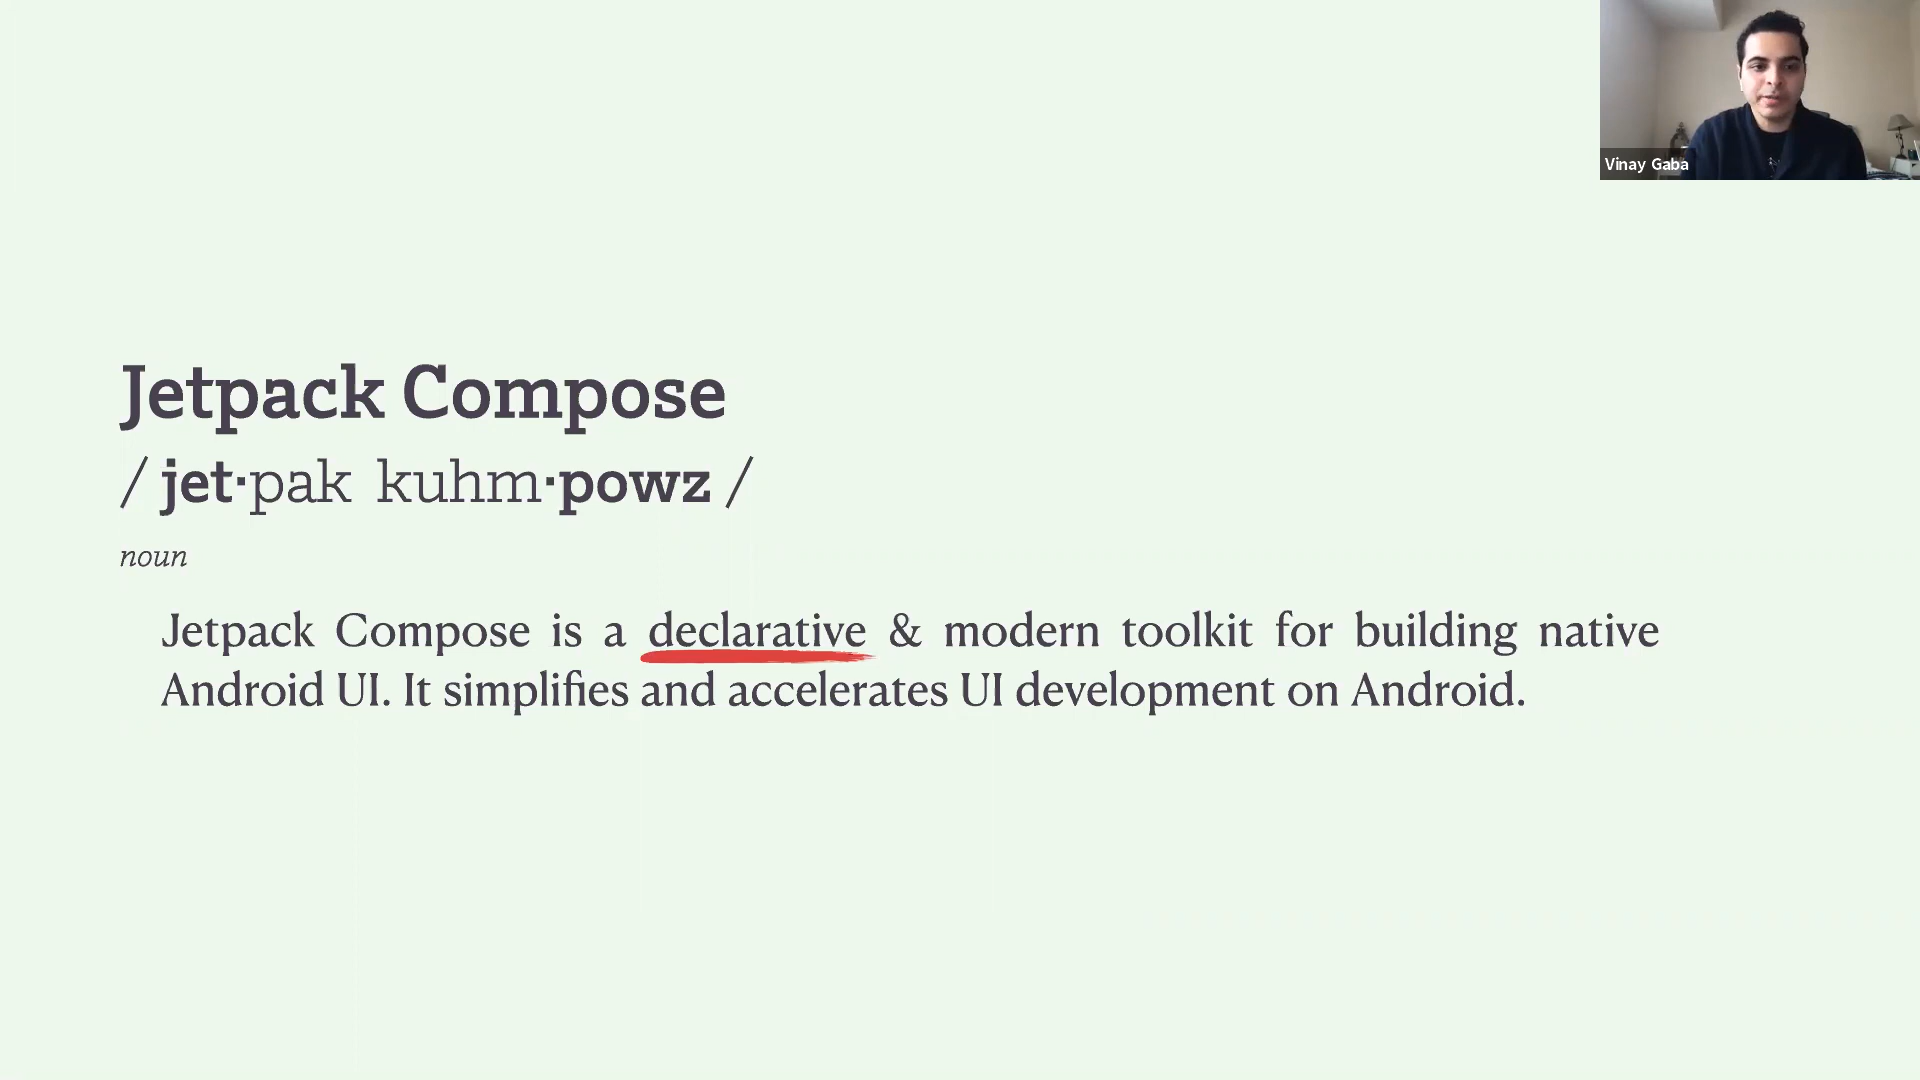 Vinay Gaba
Jetpack Compose
/ jet·pak kuhm·powz /
noun
Jetpack Compose is a declarative & modern toolkit for building native
Android UI. It simplifies and accelerates UI development on Android.